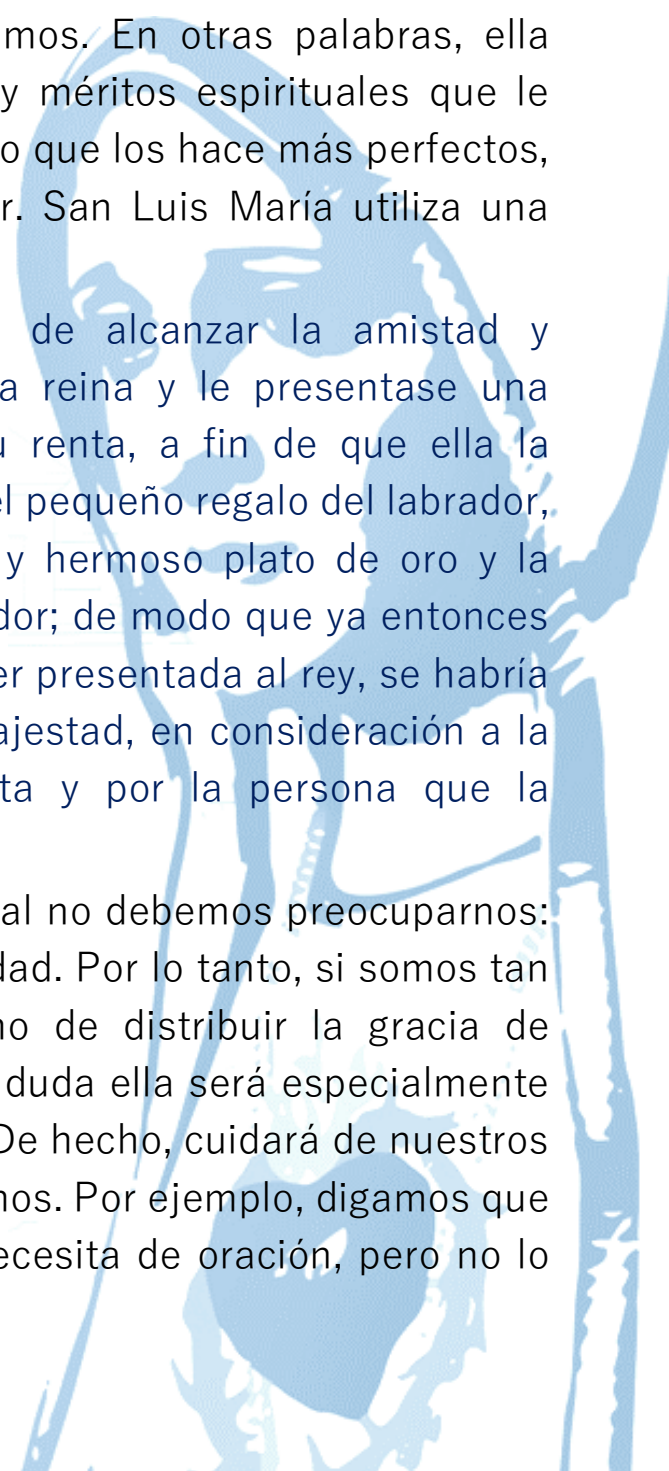 mos. En otras palabras, ella
y méritos espirituales que le
o que los hace más perfectos,
r. San Luis María utiliza una
de alcanzar la amistad y
a reina y le presentase una
u renta, a fin de que ella la
el pequeño regalo del labrador,
y hermoso plato de oro y la
dor; de modo que ya entonces
er presentada al rey, se habría
ajestad, en consideración a la
ta y por la persona que la
al no debemos preocuparnos:
dad. Por lo tanto, si somos tan
no de distribuir la gracia de
duda ella será especialmente
De hecho, cuidará de nuestros
nos. Por ejemplo, digamos que
ecesita de oración, pero no lo